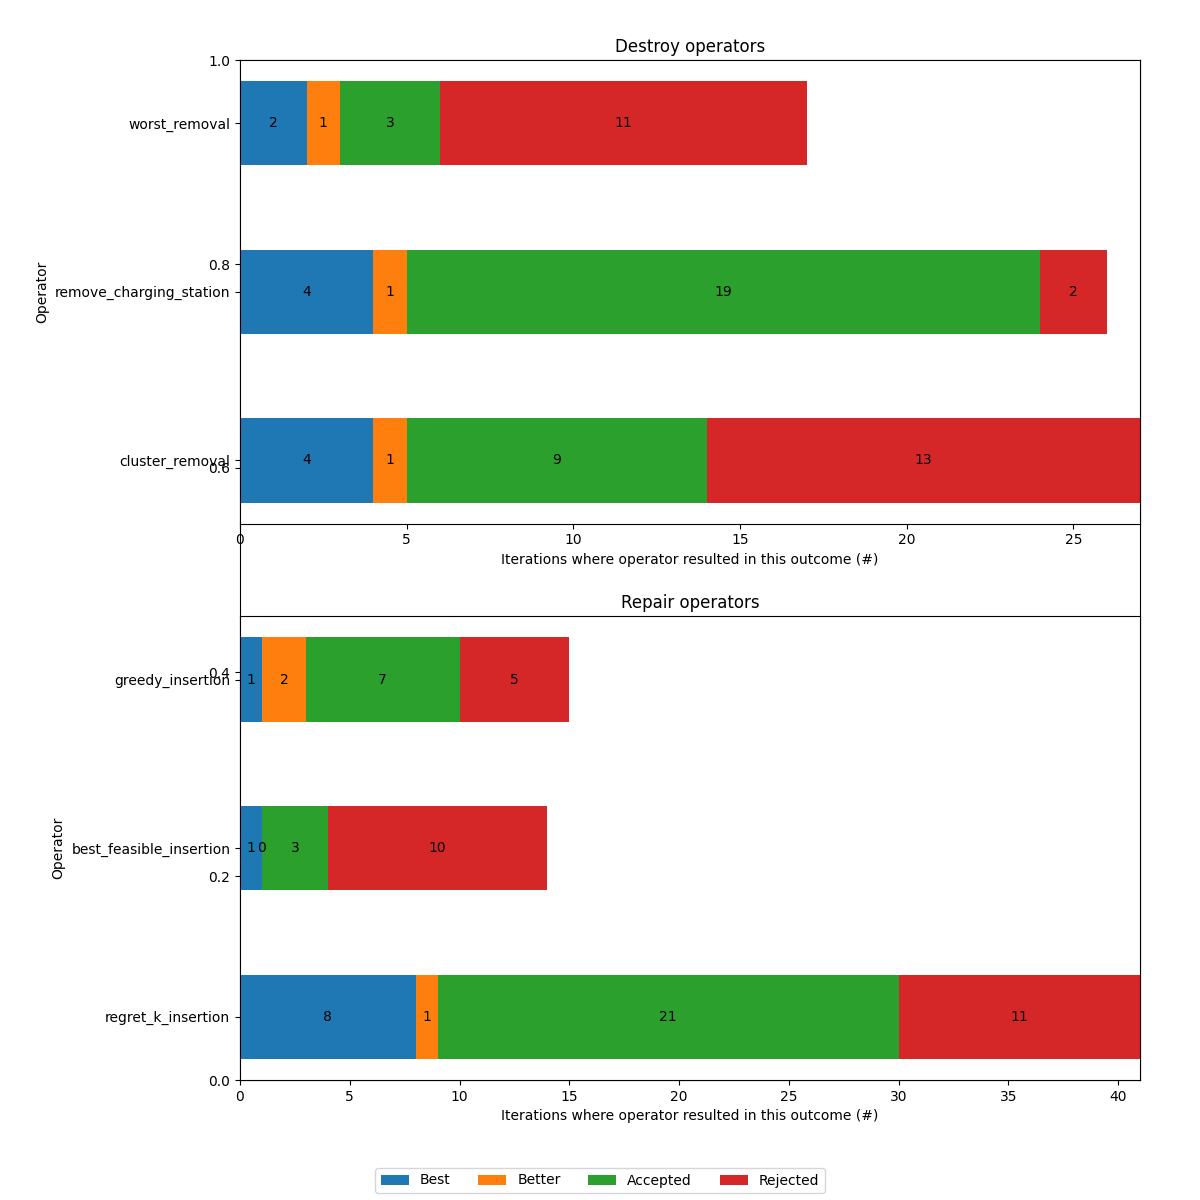 Destroy operators
1.0
worst_removal
2 1 3 11
0.8
Operator
remove_charging_station
4 1 19 2
cluster_removal
4 1 9 13
0.6
0 5 10 15 20 25
Iterations where operator resulted in this outcome (#)
Repair operators
0.4
greedy_insertion
1 2 7 5
Operator
best_feasible_insertion
1 0 3 10
0.2
regret_k_insertion
8 1 21 11
0.0
0 5 10 15 20 25 30 35 40
Iterations where operator resulted in this outcome (#)
Best Better Accepted Rejected